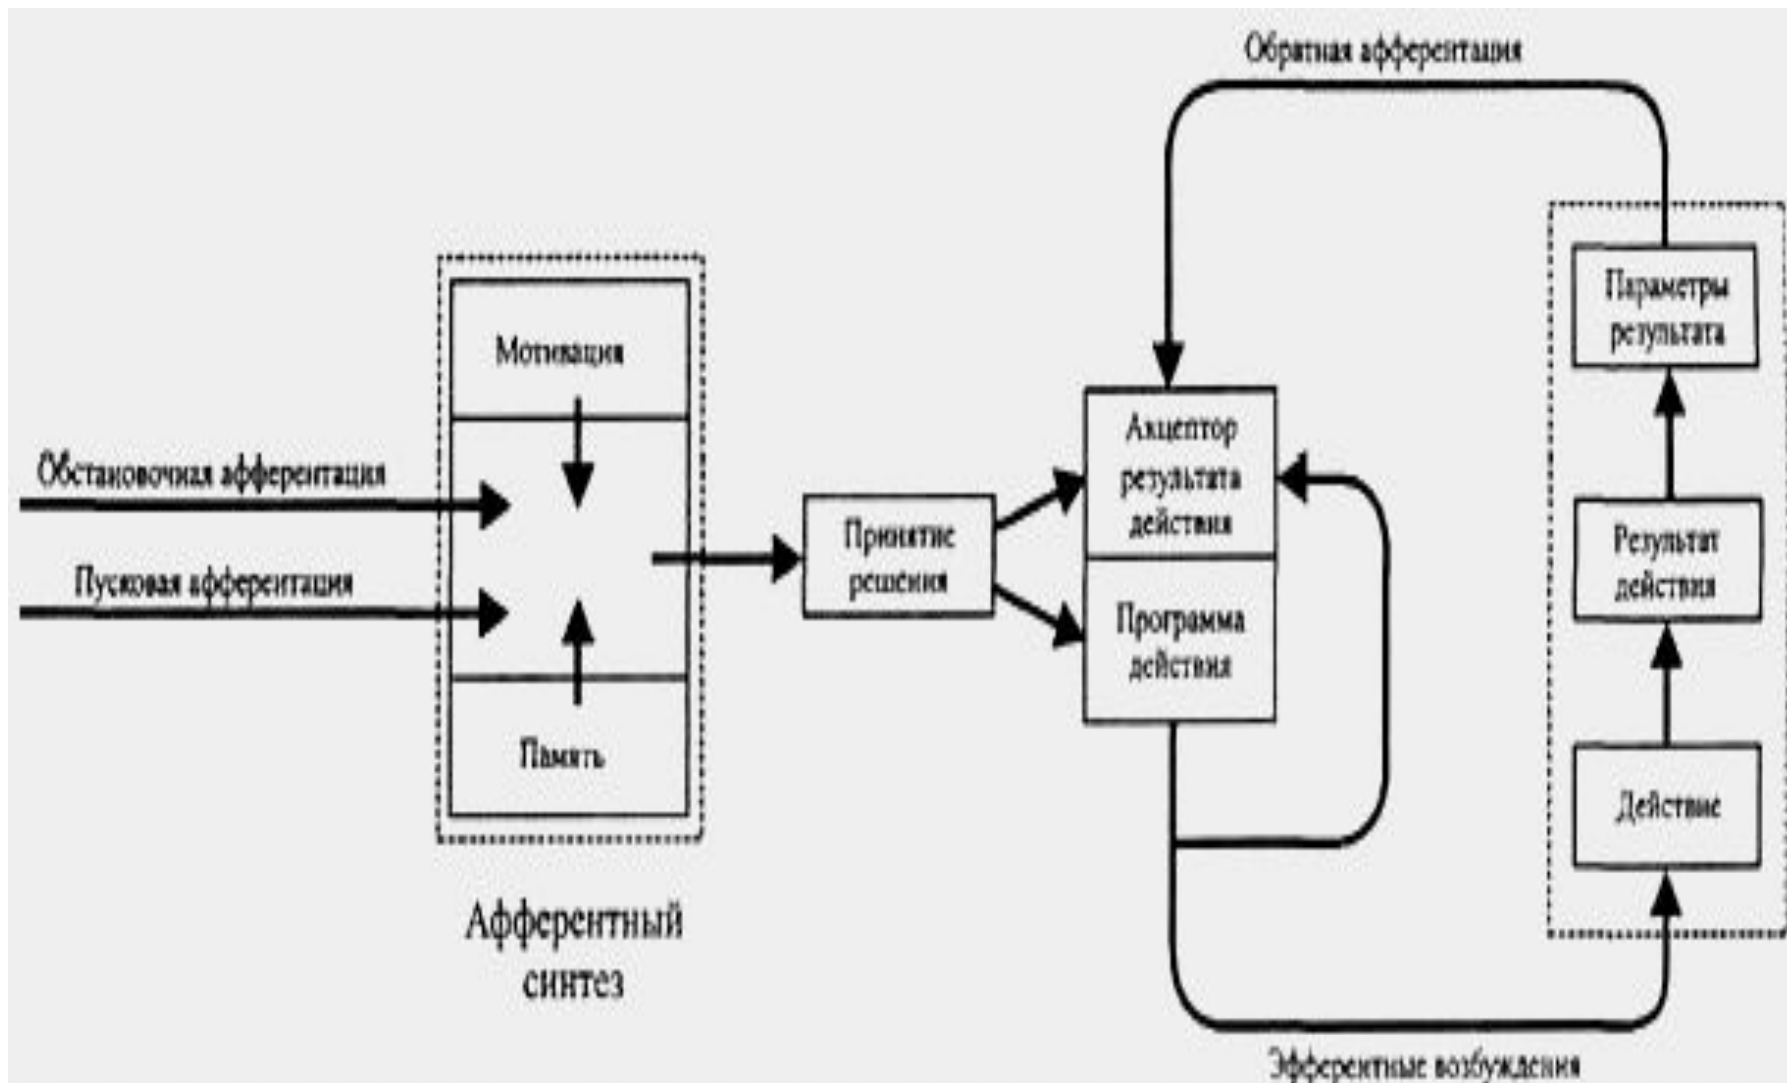 Обратная афферентация
Мотивация
Обстановочная афферентация
Пусковая афферентация
Память
Афферентный
синтез
Принятие
решения
Акцептор
результата
действия
Программа
действия
Параметры
результата
Результат
действия
Действие
Эфферентные возбуждения